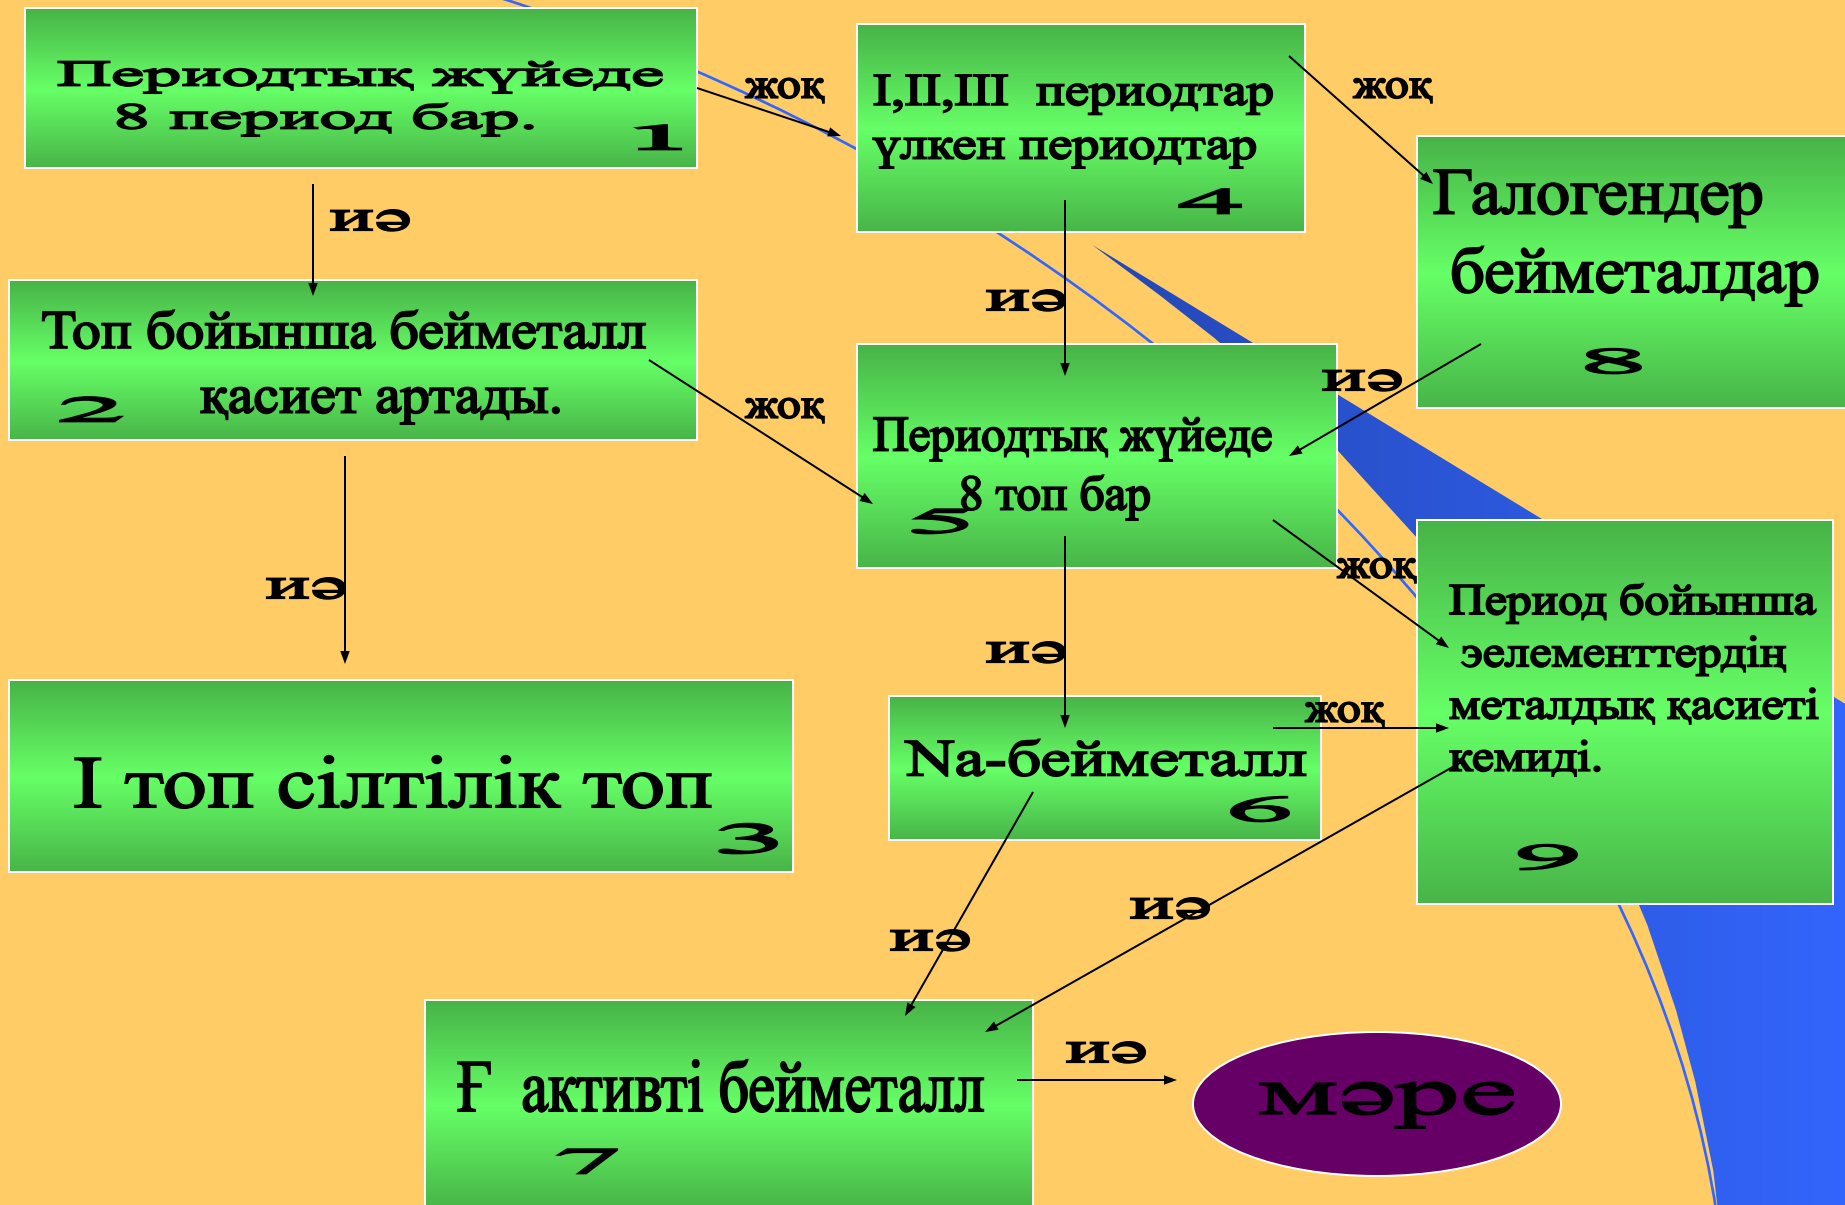 Периодтық жүйеде
8 период бар.
1
жоқ
I,II,III периодтар
үлкен периодтар
4
жоқ
Галогендер
бейметалдар
8
иә
иә
иә
Топ бойынша бейметалл
қасиет артады.
2
жоқ
Периодтық жүйеде
8 топ бар
5
жоқ
иә
иә
Период бойынша
эелементтердің
металдық қасиеті
кемиді.
9
I топ сілтілік топ
3
Na-бейметалл
6
жоқ
иә
иә
Ғ активті бейметалл
7
иә
мәре